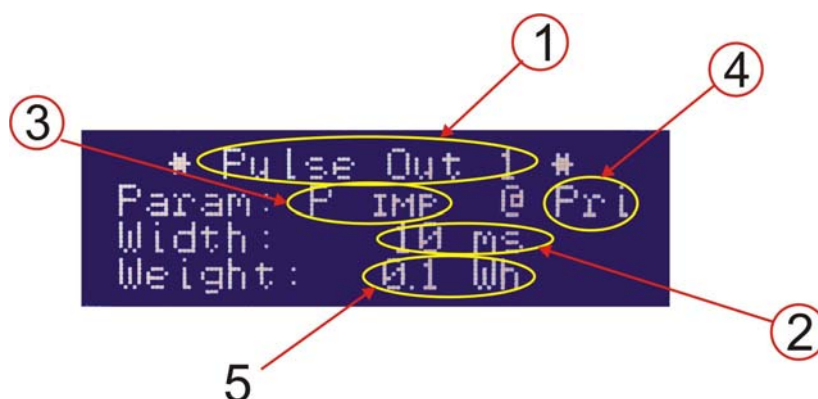 1
4
3
* Pulse Out 1 *
Param: P IMP @ Pri
Width: 10 ms
Weight: 0.1 Wh
2
5